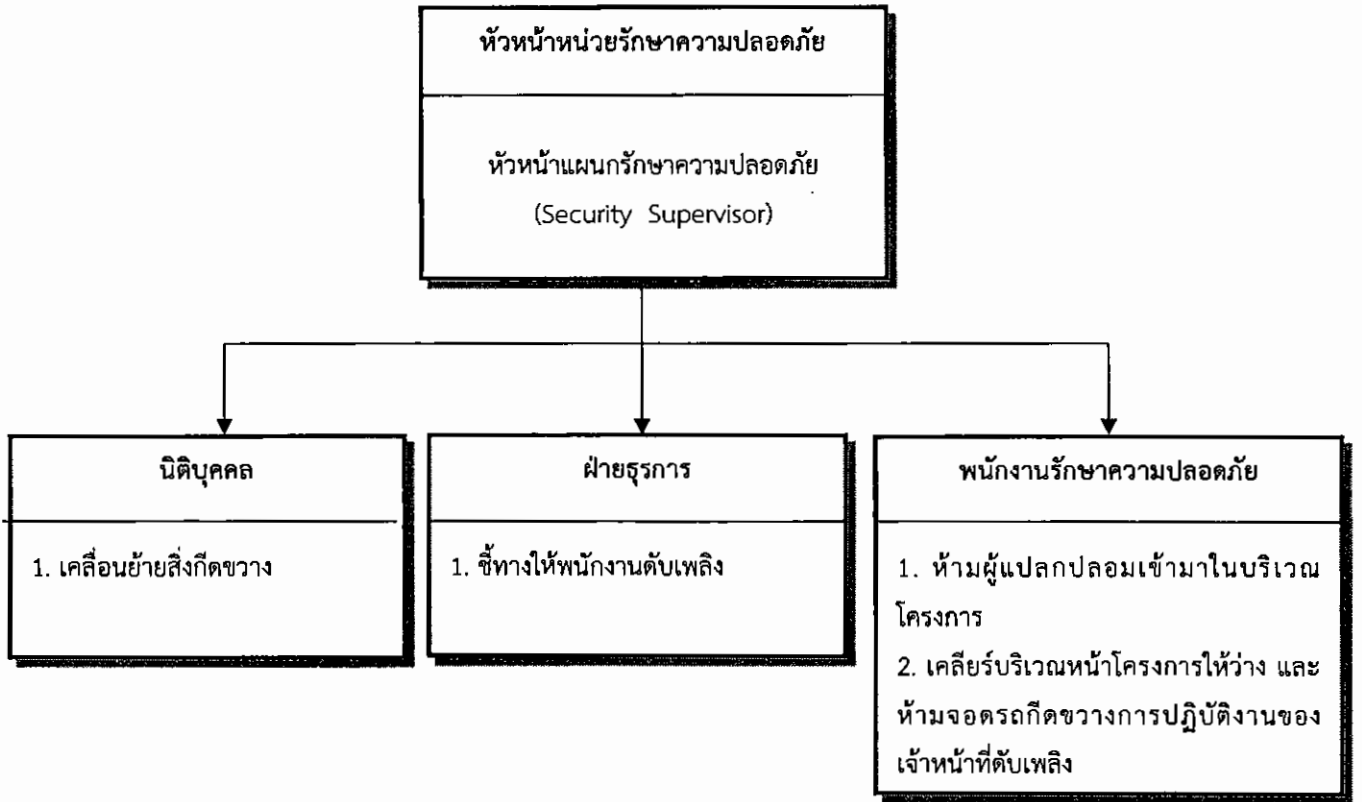 หัวหน้าหน่วยรักษาความปลอดภัย
หัวหน้าแผนกรักษาความปลอดภัย
(Security Supervisor)
นิติบุคคล
1. เคลื่อนย้ายสิ่งกีดขวาง
ฝ่ายธุรการ
1. ชี้ทางให้พนักงานดับเพลิง
พนักงานรักษาความปลอดภัย
1. ห้ามผู้แปลกปลอมเข้ามาในบริเวณ
โครงการ
2. เคลียร์บริเวณหน้าโครงการให้ว่าง และ
ห้ามจอดรถกีดขวางการปฏิบัติงานของ
เจ้าหน้าที่ดับเพลิง